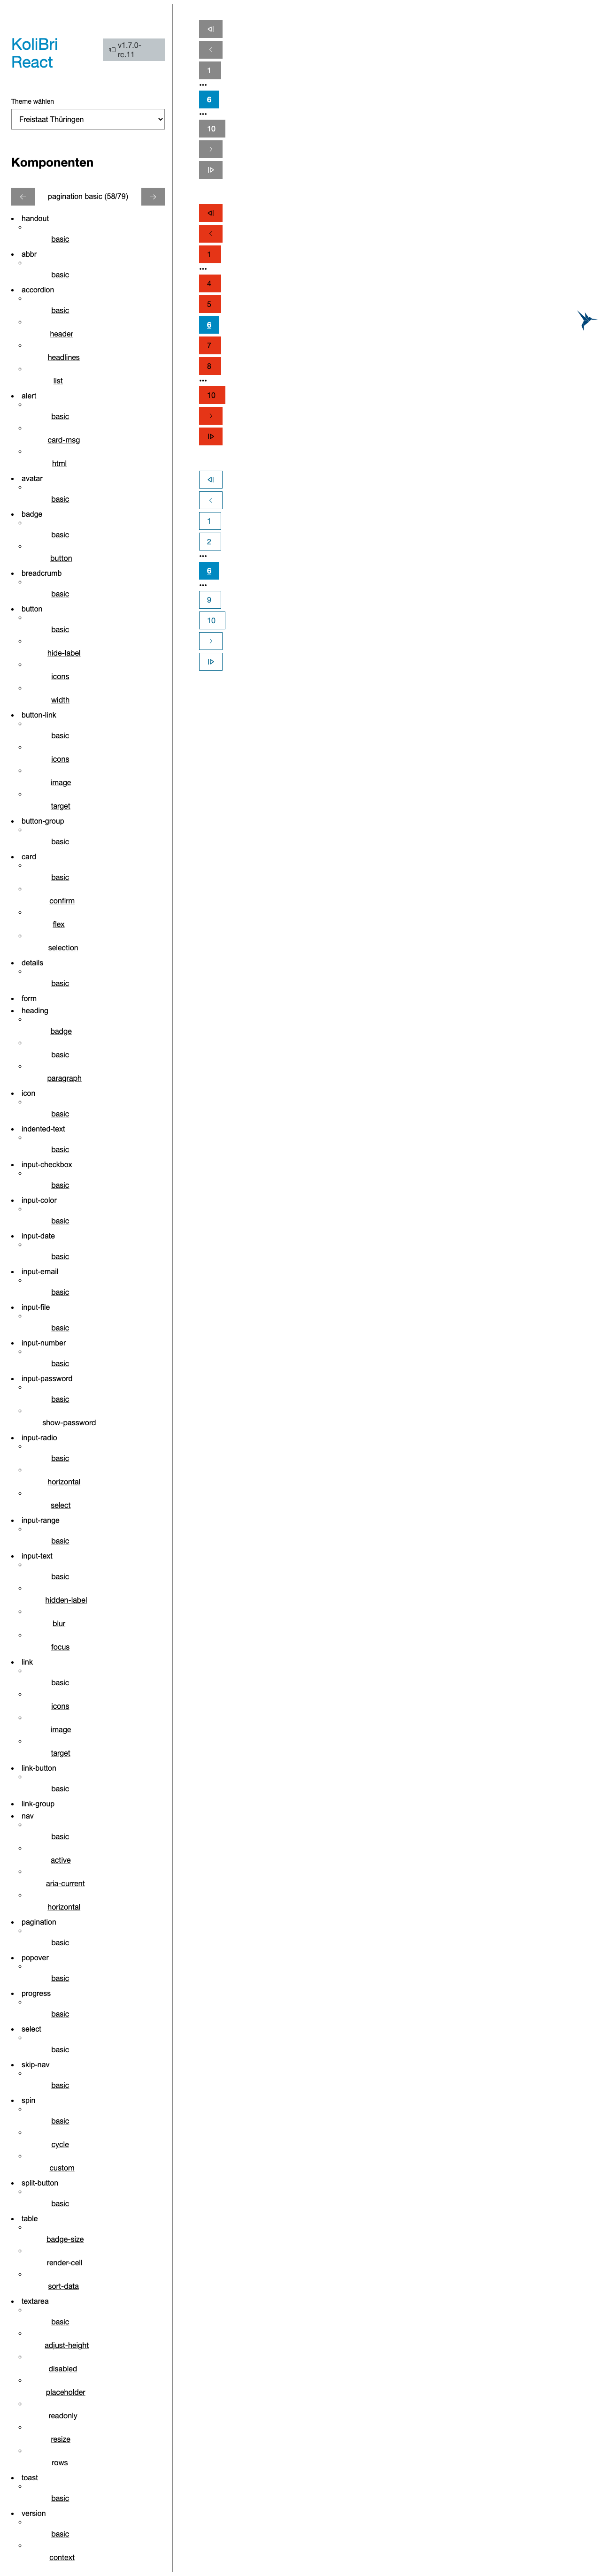 KoliBri
React
v1.7.0-
rc.11
Theme wählen
Freistaat Thüringen
Komponenten
pagination basic (58/79)
handout
basic
abbr
basic
accordion
basic
header
headlines
list
alert
basic
card-msg
html
avatar
basic
badge
basic
button
breadcrumb
basic
button
basic
hide-label
icons
width
button-link
basic
icons
image
target
button-group
basic
card
basic
confirm
flex
selection
details
basic
form
heading
badge
basic
paragraph
icon
basic
indented-text
basic
input-checkbox
basic
input-color
basic
input-date
basic
input-email
basic
input-file
basic
input-number
basic
input-password
basic
show-password
input-radio
basic
horizontal
select
input-range
basic
input-text
basic
hidden-label
blur
focus
link
basic
icons
image
target
link-button
basic
link-group
nav
basic
active
aria-current
horizontal
pagination
basic
popover
basic
progress
basic
select
basic
skip-nav
basic
spin
basic
cycle
custom
split-button
basic
table
badge-size
render-cell
sort-data
textarea
basic
adjust-height
disabled
placeholder
readonly
resize
rows
toast
basic
version
basic
context
1
•••
6
•••
10
1
•••
4
5
6
7
8
•••
10
1
2
•••
6
•••
9
10